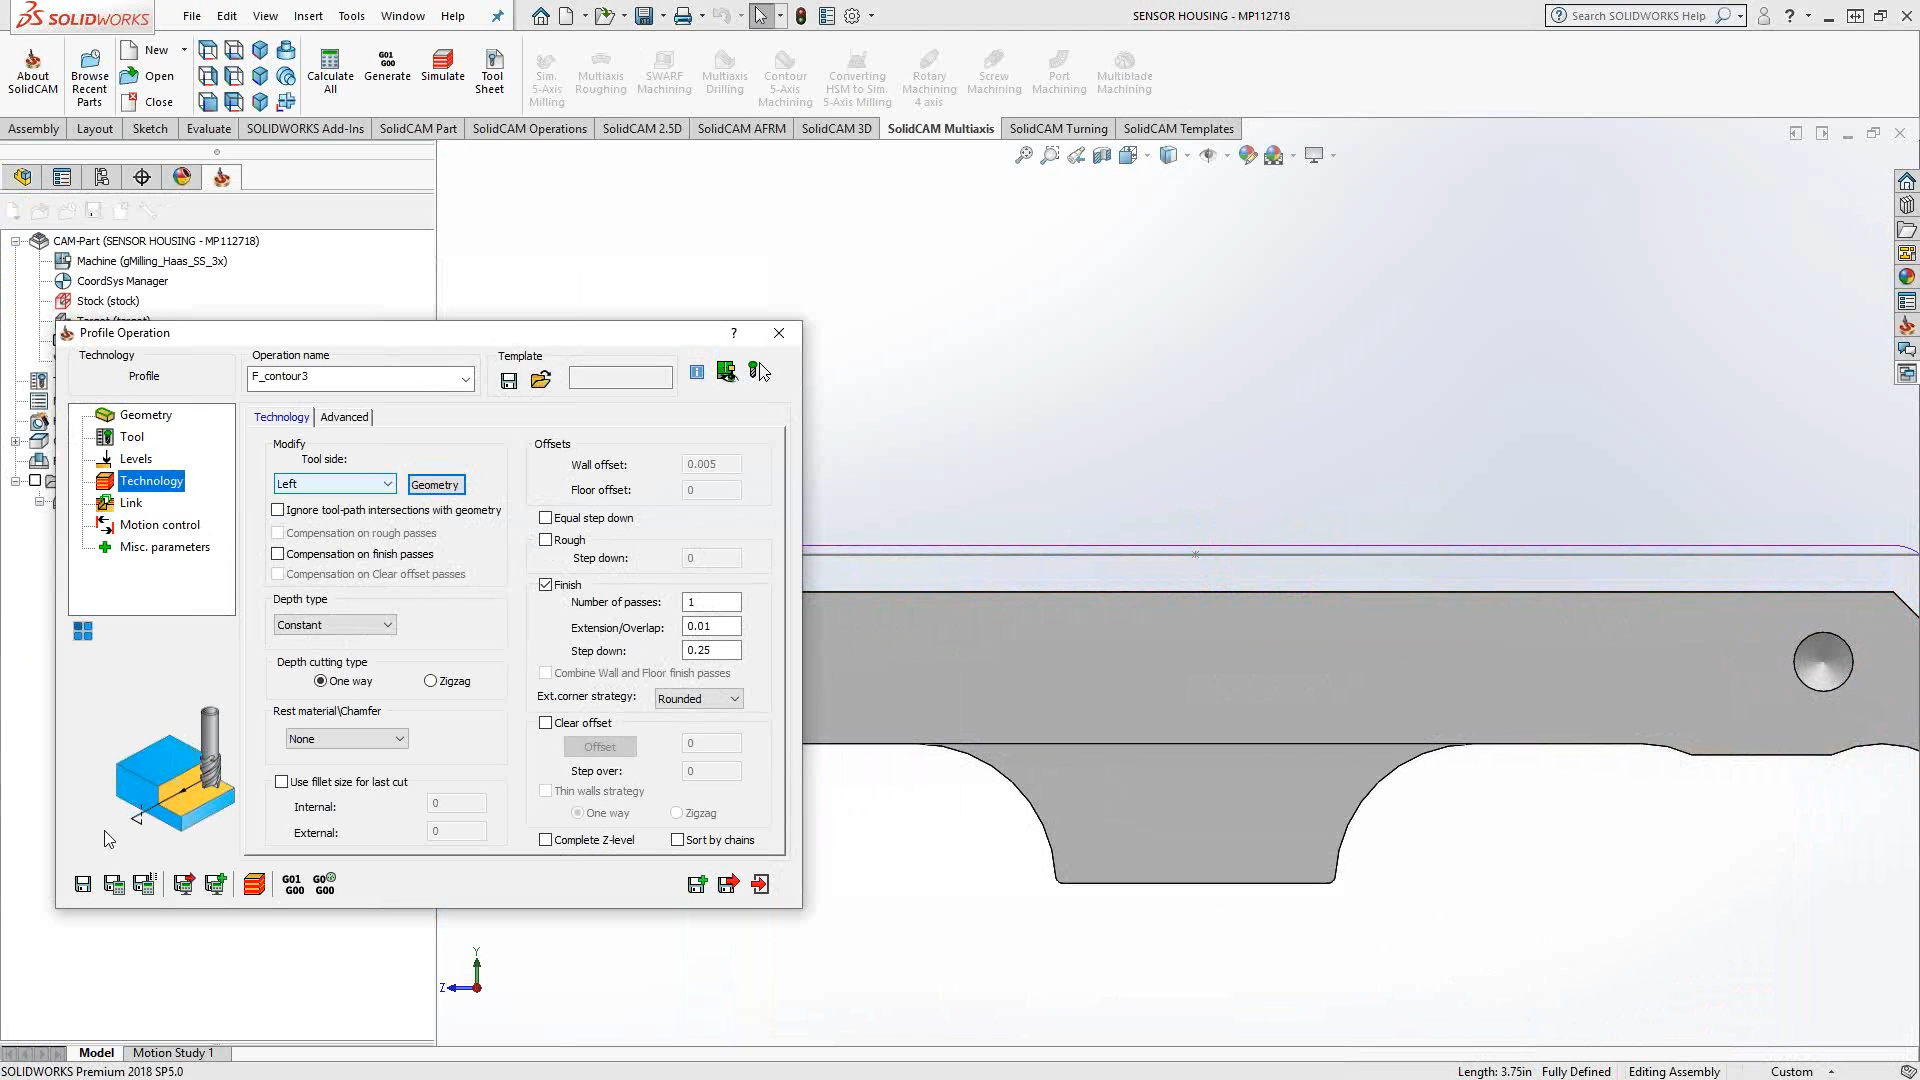 SOLIDWORKS
File Edit View Insert Tools Window Help
SENSOR HOUSING - MP112718
Search SOLIDWORKS Help
About SolidCAM
Browse Recent Parts
New
Open
Close
Calculate All
G01 G00
Generate
Simulate
Tool Sheet
Sim. 5-Axis Milling
Multiaxis Roughing
SWARF Machining
Multiaxis Drilling
Contour 5-Axis Machining
Converting HSM to Sim. 5-Axis Milling
Rotary Machining 4 axis
Screw Machining
Port Machining
Multiblade Machining
Assembly Layout Sketch Evaluate SOLIDWORKS Add-Ins SolidCAM Part SolidCAM Operations SolidCAM 2.5D SolidCAM AFRM SolidCAM 3D SolidCAM Multiaxis SolidCAM Turning SolidCAM Templates
CAM-Part (SENSOR HOUSING - MP112718)
Machine (gMilling_Haas_SS_3x)
CoordSys Manager
Stock (stock)
Profile Operation ?
Technology
Profile
Operation name
F_contour3
Template
Geometry
Tool
Levels
Technology
Link
Motion control
Misc. parameters
Technology Advanced
Modify
Tool side:
Left Geometry
Ignore tool-path intersections with geometry
Compensation on rough passes
Compensation on finish passes
Compensation on Clear offset passes
Depth type
Constant
Depth cutting type
One way Zigzag
Rest material\Chamfer
None
Use fillet size for last cut
Internal: 0
External: 0
Offsets
Wall offset: 0.005
Floor offset: 0
Equal step down
Rough
Step down: 0
Finish
Number of passes: 1
Extension/Overlap: 0.01
Step down: 0.25
Combine Wall and Floor finish passes
Ext.corner strategy: Rounded
Clear offset
Offset 0
Step over: 0
Thin walls strategy
One way Zigzag
Complete Z-level Sort by chains
G01 G00
G0 G00
Y
Z
Model Motion Study 1
SOLIDWORKS Premium 2018 SP5.0
Length: 3.75in Fully Defined Editing Assembly Custom